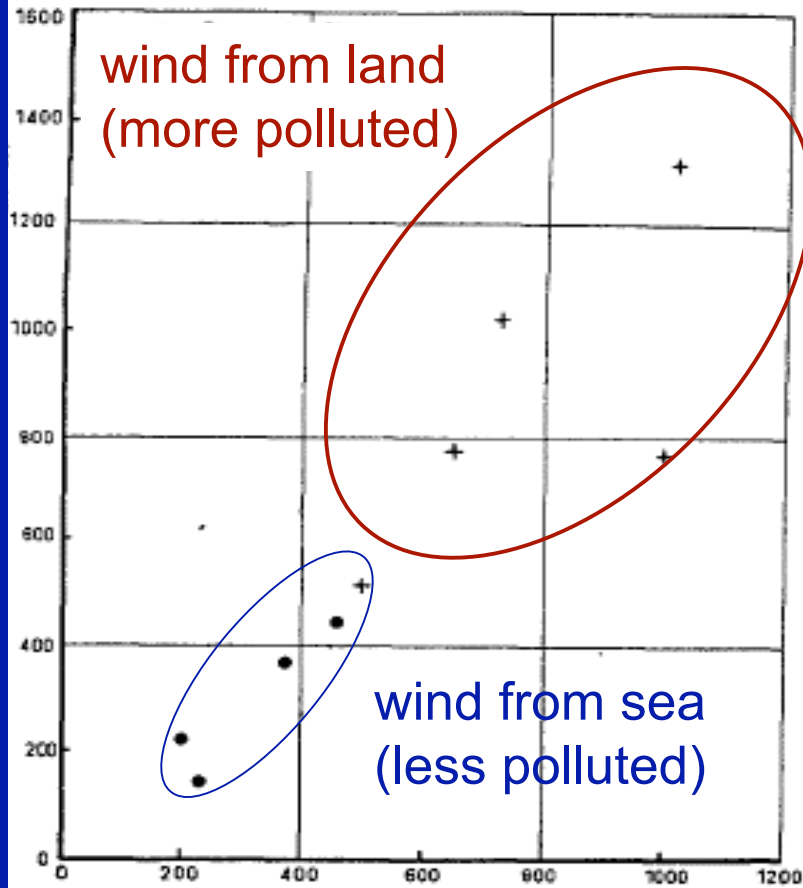 1600
wind from land
(more polluted)
1400
1200
1000
800
600
400
wind from sea
(less polluted)
200
0
0 200 400 600 800 1000 1200